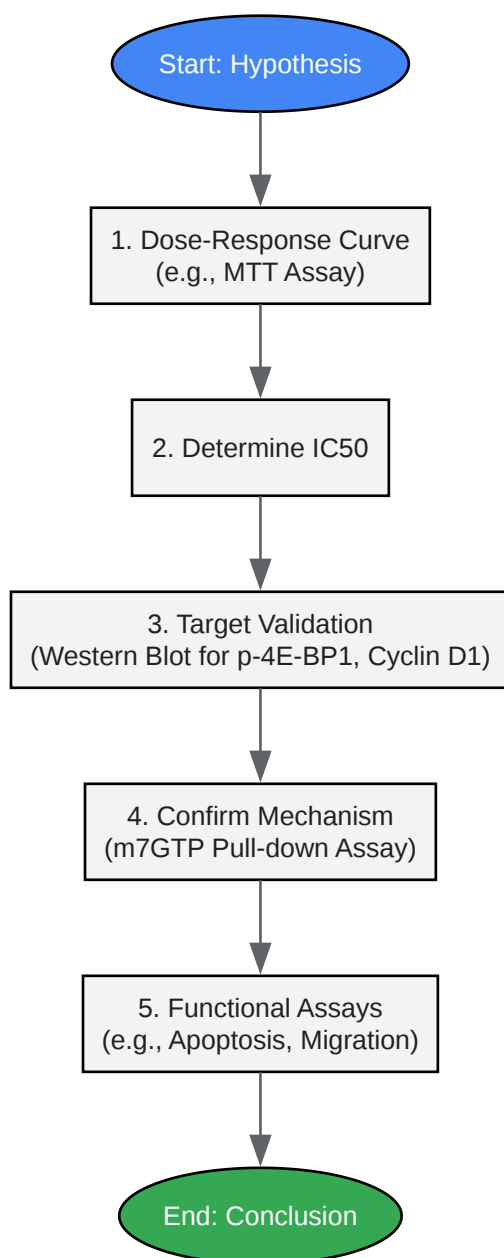 Start: Hypothesis
1. Dose-Response Curve
(e.g., MTT Assay)
2. Determine IC50
3. Target Validation
(Western Blot for p-4E-BP1, Cyclin D1)
4. Confirm Mechanism
(m7GTP Pull-down Assay)
5. Functional Assays
(e.g., Apoptosis, Migration)
End: Conclusion